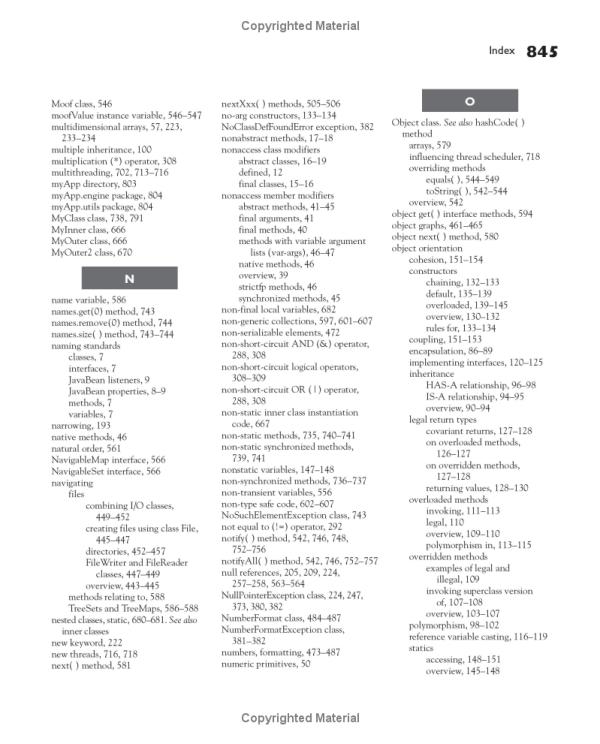 Copyrighted Material
Index 845
Moof class, 546
moofValue instance variable, 546–547
multidimensional arrays, 57, 223,
233–234
multiple inheritance, 100
multiplication (*) operator, 308
multithreading, 702, 713–716
myApp directory, 803
myApp.engine package, 804
myApp.utils package, 804
MyClass class, 738, 791
MyInner class, 666
MyOuter class, 666
MyOuter2 class, 670
N
name variable, 586
names.get(0) method, 743
names.remove(0) method, 744
names.size( ) method, 743–744
naming standards
classes, 7
interfaces, 7
JavaBean listeners, 9
JavaBean properties, 8–9
methods, 7
variables, 7
narrowing, 193
native methods, 46
natural order, 561
NavigableMap interface, 566
NavigableSet interface, 566
navigating
files
combining I/O classes,
449–452
creating files using class File,
445–447
directories, 452–457
FileWriter and FileReader
classes, 447–449
overview, 443–445
methods relating to, 588
TreeSets and TreeMaps, 586–588
nested classes, static, 680–681. See also
inner classes
new keyword, 222
new threads, 716, 718
next( ) method, 581
nextXxx( ) methods, 505–506
no-arg constructors, 133–134
NoClassDefFoundError exception, 382
nonabstract methods, 17–18
nonaccess class modifiers
abstract classes, 16–19
defined, 12
final classes, 15–16
nonaccess member modifiers
abstract methods, 41–45
final arguments, 41
final methods, 40
methods with variable argument
lists (var-args), 46–47
native methods, 46
overview, 39
strictfp methods, 46
synchronized methods, 45
non-final local variables, 682
non-generic collections, 597, 601–607
non-serializable elements, 472
non-short-circuit AND (&) operator,
288, 308
non-short-circuit logical operators,
308–309
non-short-circuit OR (|) operator,
288, 308
non-static inner class instantiation
code, 667
non-static methods, 735, 740–741
non-static synchronized methods,
739, 741
nonstatic variables, 147–148
non-synchronized methods, 736–737
non-transient variables, 556
non-type safe code, 602–607
NoSuchElementException class, 743
not equal to (!=) operator, 292
notify( ) method, 542, 746, 748,
752–756
notifyAll( ) method, 542, 746, 752–757
null references, 205, 209, 224,
257–258, 563–564
NullPointerException class, 224, 247,
373, 380, 382
NumberFormat class, 484–487
NumberFormatException class,
381–382
numbers, formatting, 473–487
numeric primitives, 50
O
Object class. See also hashCode( )
method
arrays, 579
influencing thread scheduler, 718
overriding methods
equals( ), 544–549
toString( ), 542–544
overview, 542
object get( ) interface methods, 594
object graphs, 461–465
object next( ) method, 580
object orientation
cohesion, 151–154
constructors
chaining, 132–133
default, 135–139
overloaded, 139–145
overview, 130–132
rules for, 133–134
coupling, 151–153
encapsulation, 86–89
implementing interfaces, 120–125
inheritance
HAS-A relationship, 96–98
IS-A relationship, 94–95
overview, 90–94
legal return types
covariant returns, 127–128
on overloaded methods,
126–127
on overridden methods,
127–128
returning values, 128–130
overloaded methods
invoking, 111–113
legal, 110
overview, 109–110
polymorphism in, 113–115
overridden methods
examples of legal and
illegal, 109
invoking superclass version
of, 107–108
overview, 103–107
polymorphism, 98–102
reference variable casting, 116–119
statics
accessing, 148–151
overview, 145–148
Copyrighted Material